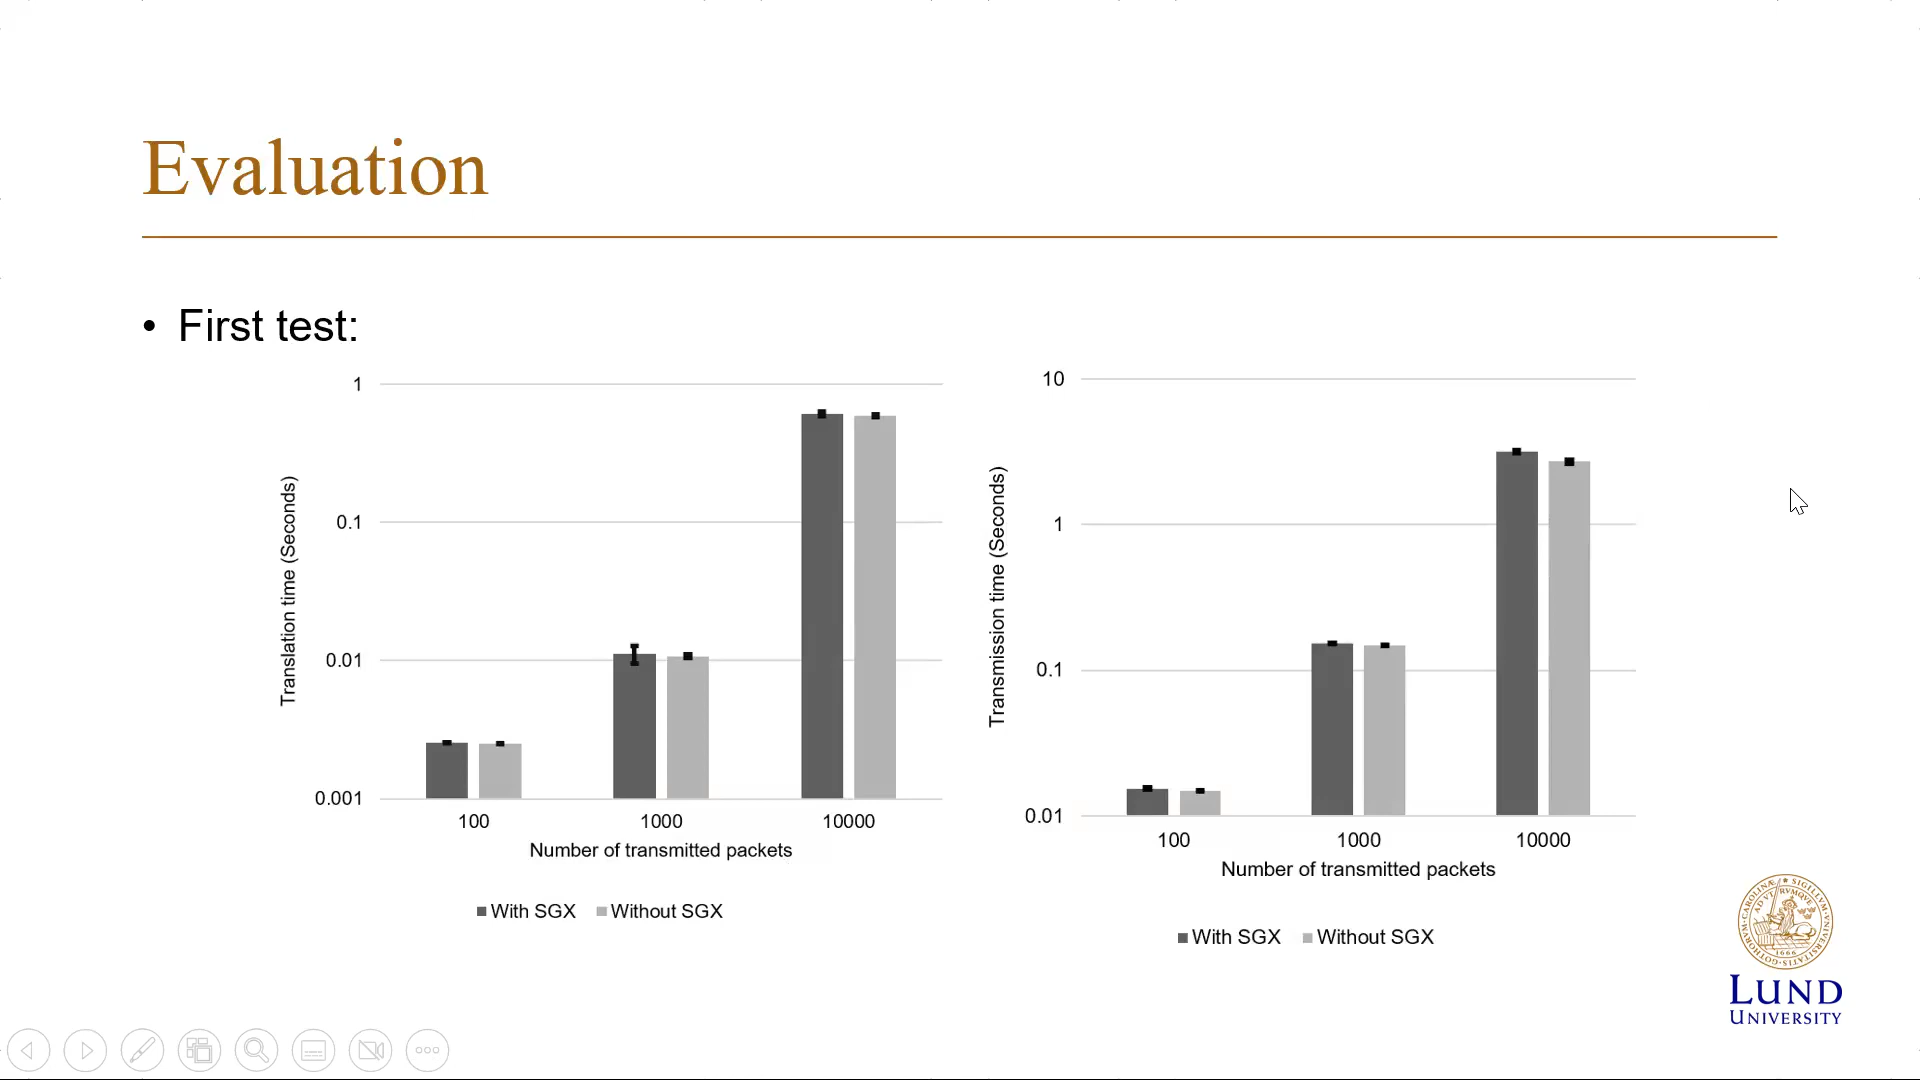 Evaluation
• First test:
1
0.1
0.01
0.001
Translation time (Seconds)
100 1000 10000
Number of transmitted packets
With SGX Without SGX
10
1
0.1
0.01
Transmission time (Seconds)
100 1000 10000
Number of transmitted packets
With SGX Without SGX
LUND
UNIVERSITY